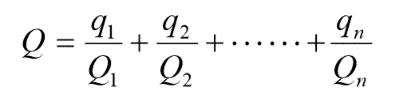 Q = q₁/Q₁ + q₂/Q₂ + ⋯⋯ + qₙ/Qₙ